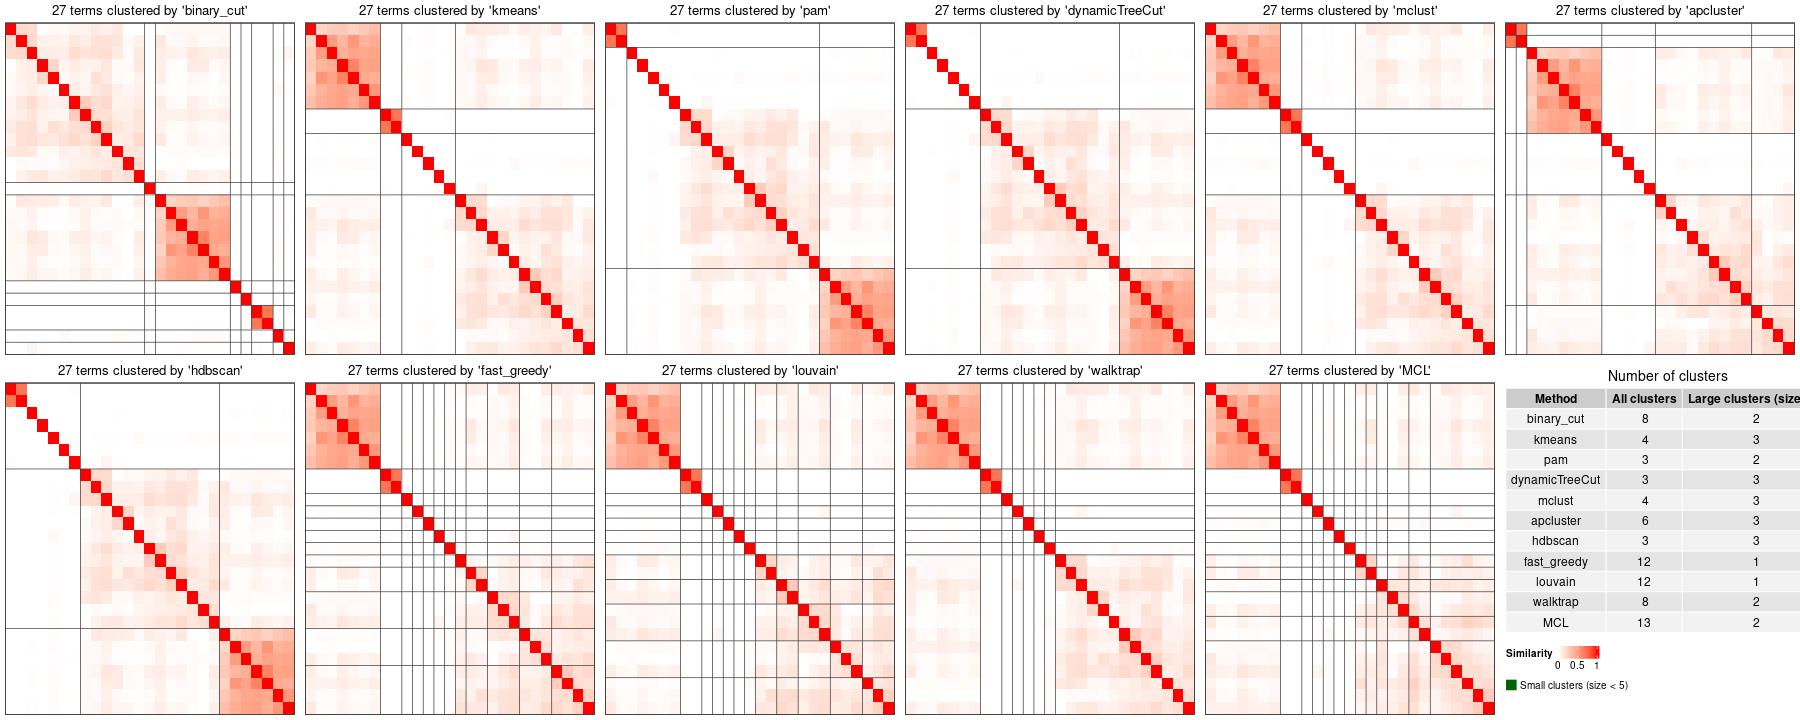 27 terms clustered by 'binary_cut'
27 terms clustered by 'kmeans'
27 terms clustered by 'pam'
27 terms clustered by 'dynamicTreeCut'
27 terms clustered by 'mclust'
27 terms clustered by 'apcluster'
27 terms clustered by 'hdbscan'
27 terms clustered by 'fast_greedy'
27 terms clustered by 'louvain'
27 terms clustered by 'walktrap'
27 terms clustered by 'MCL'
Number of clusters
Method All clusters Large clusters (size
binary_cut 8 2
kmeans 4 3
pam 3 2
dynamicTreeCut 3 3
mclust 4 3
apcluster 6 3
hdbscan 3 3
fast_greedy 12 1
louvain 12 1
walktrap 8 2
MCL 13 2
Similarity
0 0.5 1
Small clusters (size < 5)